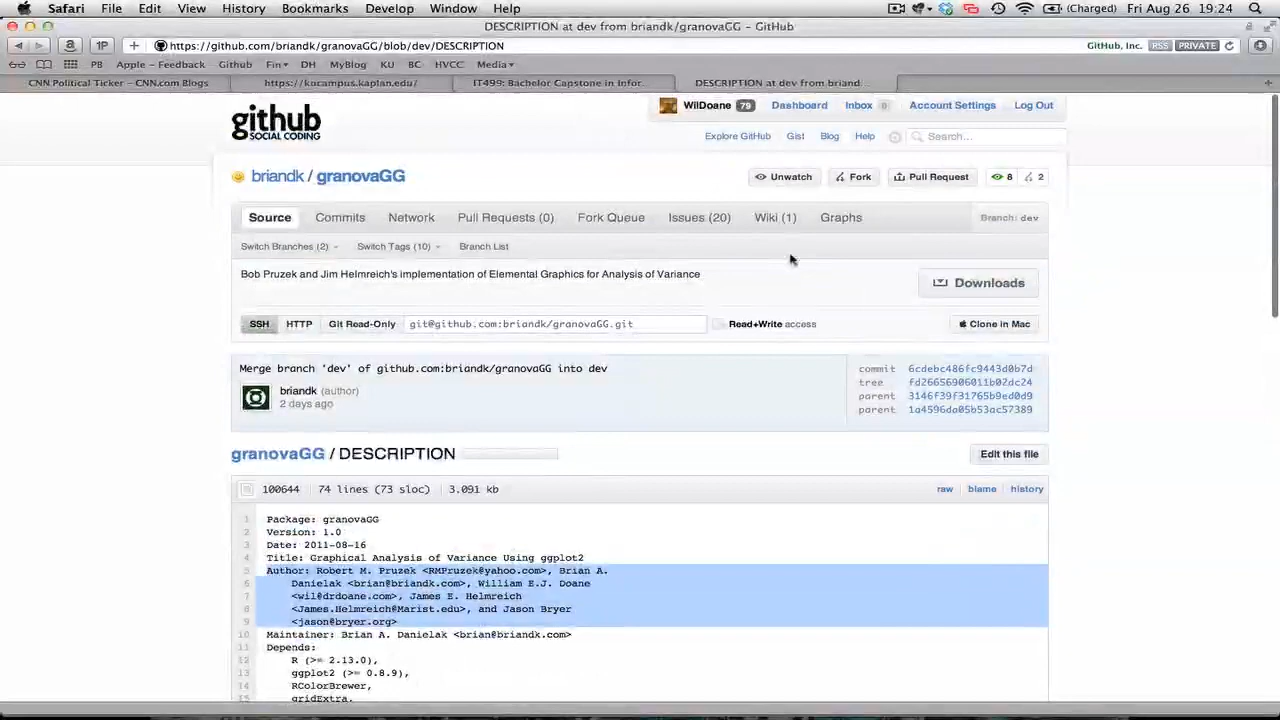 Safari File Edit View History Bookmarks Develop Window Help (Charged) Fri Aug 26 19:24
DESCRIPTION at dev from briandk/granovaGG – GitHub
1P + https://github.com/briandk/granovaGG/blob/dev/DESCRIPTION GitHub, Inc. RSS PRIVATE
PB Apple – Feedback Github Fin DH MyBlog KU BC HVCC Media
CNN Political Ticker – CNN.com Blogs https://kucampus.kaplan.edu/ IT499: Bachelor Capstone in Infor... DESCRIPTION at dev from briand...
WilDoane 79 Dashboard Inbox 0 Account Settings Log Out
github
SOCIAL CODING
Explore GitHub Gist Blog Help Search...
briandk / granovaGG Unwatch Fork Pull Request 8 2
Source Commits Network Pull Requests (0) Fork Queue Issues (20) Wiki (1) Graphs Branch: dev
Switch Branches (2) Switch Tags (10) Branch List
Bob Pruzek and Jim Helmreich's implementation of Elemental Graphics for Analysis of Variance
Downloads
SSH HTTP Git Read-Only git@github.com:briandk/granovaGG.git Read+Write access Clone in Mac
Merge branch 'dev' of github.com:briandk/granovaGG into dev
briandk (author)
2 days ago
commit 6cdebc486fc9443d0b7d
tree fd26656906011b02dc24
parent 3146f39f31765b9ed0d9
parent 1a4596da05b53ac57389
granovaGG / DESCRIPTION Edit this file
100644 74 lines (73 sloc) 3.091 kb raw blame history
1 Package: granovaGG
2 Version: 1.0
3 Date: 2011-08-16
4 Title: Graphical Analysis of Variance Using ggplot2
5 Author: Robert M. Pruzek <RMPruzek@yahoo.com>, Brian A.
6 Danielak <brian@briandk.com>, William E.J. Doane
7 <wil@drdoane.com>, James E. Helmreich
8 <James.Helmreich@Marist.edu>, and Jason Bryer
9 <jason@bryer.org>
10 Maintainer: Brian A. Danielak <brian@briandk.com>
11 Depends:
12 R (>= 2.13.0),
13 ggplot2 (>= 0.8.9),
14 RColorBrewer,
15 gridExtra,